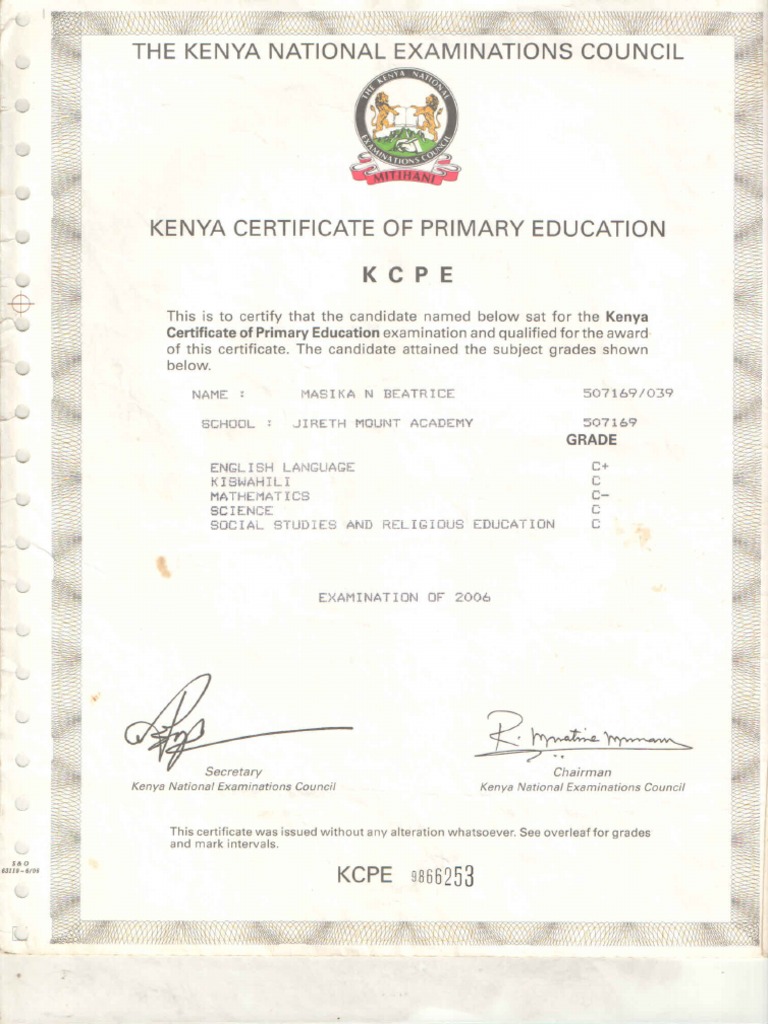 THE KENYA NATIONAL EXAMINATIONS COUNCIL
THE KENYA NATIONAL
EXAMINATIONS COUNCIL
MITIHANI
KENYA CERTIFICATE OF PRIMARY EDUCATION
KCPE
This is to certify that the candidate named below sat for the Kenya
Certificate of Primary Education examination and qualified for the award
of this certificate. The candidate attained the subject grades shown
below.
NAME : MASIKA N BEATRICE 507169/039
SCHOOL : JIRETH MOUNT ACADEMY 507169
GRADE
ENGLISH LANGUAGE C+
KISWAHILI C
MATHEMATICS C-
SCIENCE C
SOCIAL STUDIES AND RELIGIOUS EDUCATION C
EXAMINATION OF 2006
Secretary
Kenya National Examinations Council
Chairman
Kenya National Examinations Council
This certificate was issued without any alteration whatsoever. See overleaf for grades
and mark intervals.
S & O
63118-6/06
KCPE 9866253